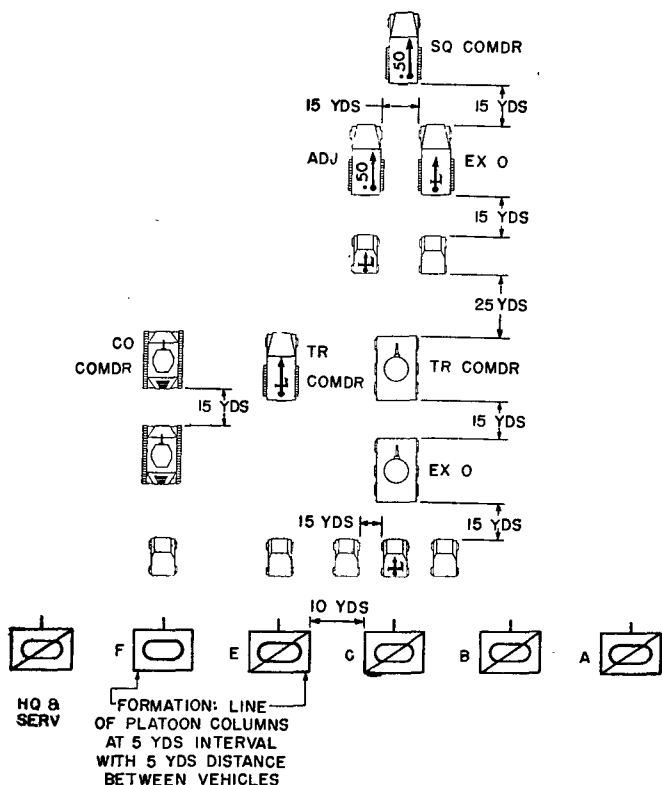 SQ COMDR
.50
15 YDS
15 YDS
ADJ
.50
EX O
15 YDS
25 YDS
CO
COMDR
TR
COMDR
TR COMDR
15 YDS
15 YDS
EX O
15 YDS
15 YDS
10 YDS
F
E
C
B
A
HQ &
SERV
FORMATION: LINE
OF PLATOON COLUMNS
AT 5 YDS INTERVAL
WITH 5 YDS DISTANCE
BETWEEN VEHICLES